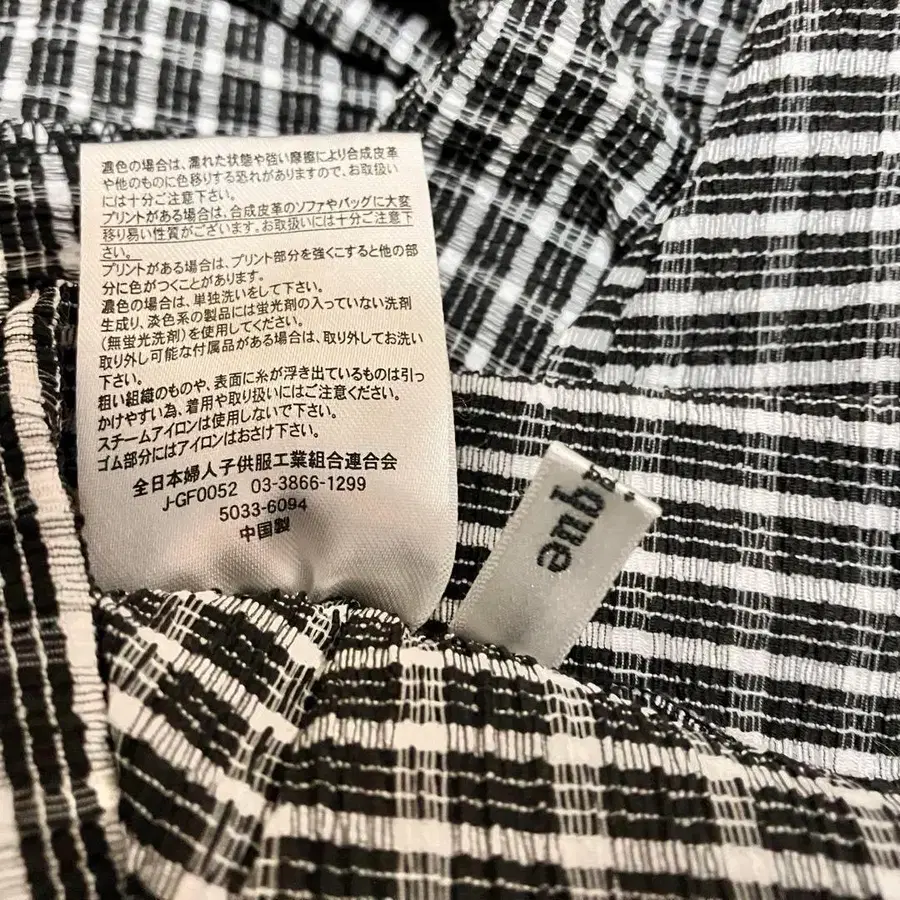 濃色の場合は、濡れた状態や強い摩擦により合成皮革
や他のものに色移りする恐れがありますので、お取扱い
には十分ご注意下さい。
プリントがある場合は、合成皮革のソファやバッグに大変
移り易い性質がございます。お取扱いには十分ご注意下
さい。
プリントがある場合は、プリント部分を強くこすると他の部
分に色がつくことがあります。
濃色の場合は、単独洗いをして下さい。
生成り、淡色系の製品には蛍光剤の入っていない洗剤
(無蛍光洗剤)を使用してください。
取り外し可能な付属品がある場合は、取り外してお洗い
下さい。
粗い組織のものや、表面に糸が浮き出ているものは引っ
かけやすい為、着用や取り扱いにはご注意ください。
スチームアイロンは使用しないで下さい。
ゴム部分にはアイロンはおさけ下さい。
全日本婦人子供服工業組合連合会
J-GF0052 03-3866-1299
5033-6094
中国製
que